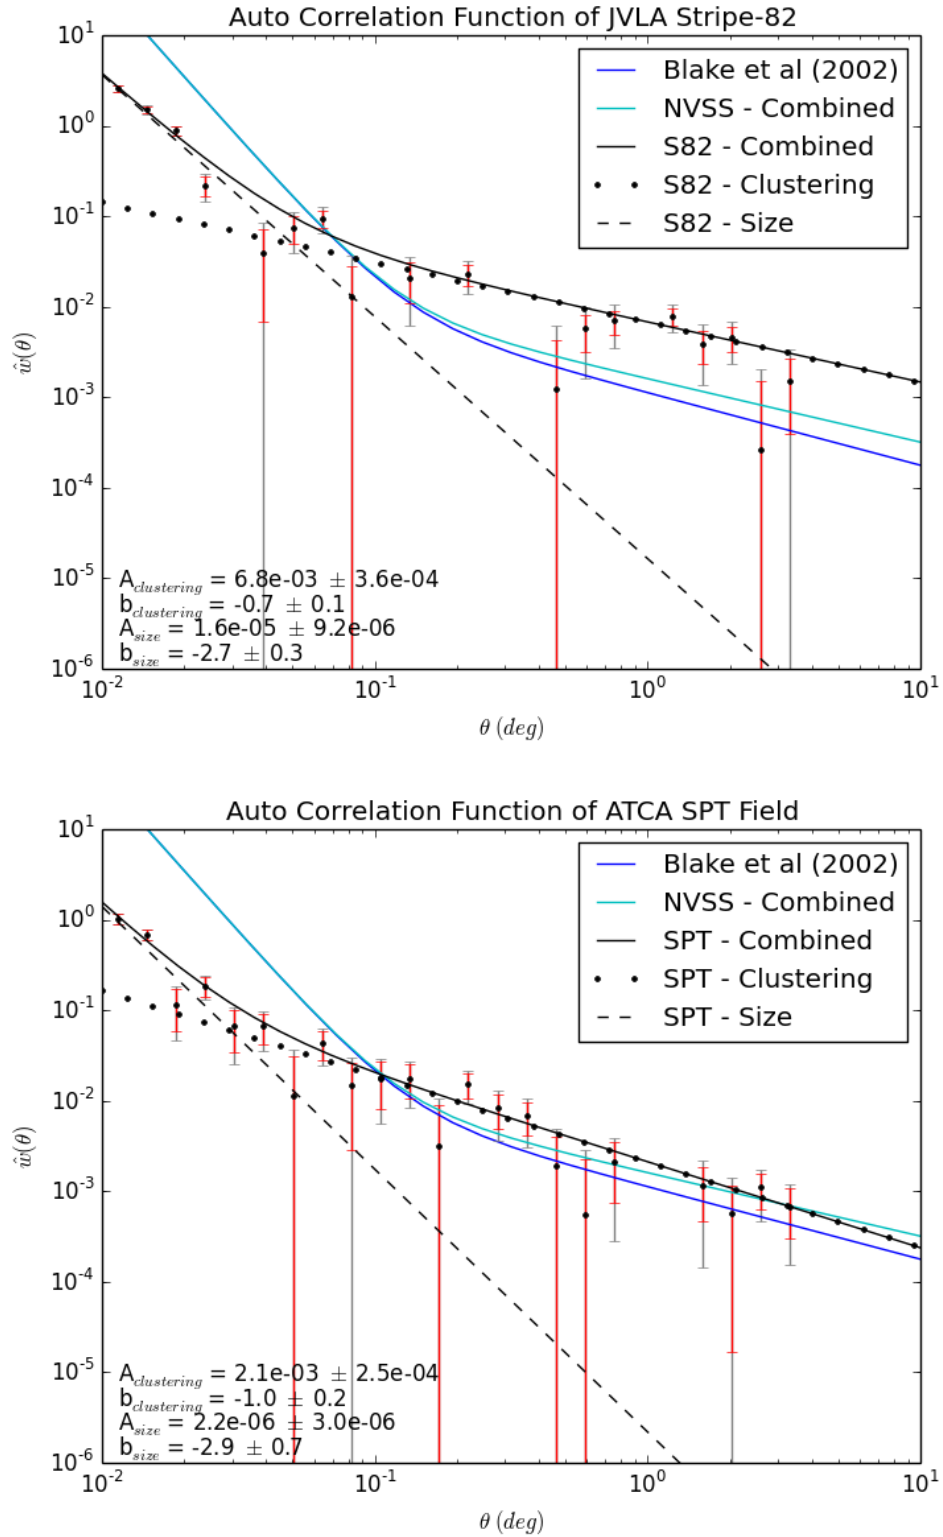 Auto Correlation Function of JVLA Stripe-82
10^1
10^0
10^-1
10^-2
10^-3
10^-4
10^-5
10^-6
ŵ(θ)
Blake et al (2002)
NVSS - Combined
S82 - Combined
S82 - Clustering
S82 - Size
A_clustering = 6.8e-03 ± 3.6e-04
b_clustering = -0.7 ± 0.1
A_size = 1.6e-05 ± 9.2e-06
b_size = -2.7 ± 0.3
10^-2 10^-1 10^0 10^1
θ (deg)
Auto Correlation Function of ATCA SPT Field
10^1
10^0
10^-1
10^-2
10^-3
10^-4
10^-5
10^-6
ŵ(θ)
Blake et al (2002)
NVSS - Combined
SPT - Combined
SPT - Clustering
SPT - Size
A_clustering = 2.1e-03 ± 2.5e-04
b_clustering = -1.0 ± 0.2
A_size = 2.2e-06 ± 3.0e-06
b_size = -2.9 ± 0.7
10^-2 10^-1 10^0 10^1
θ (deg)